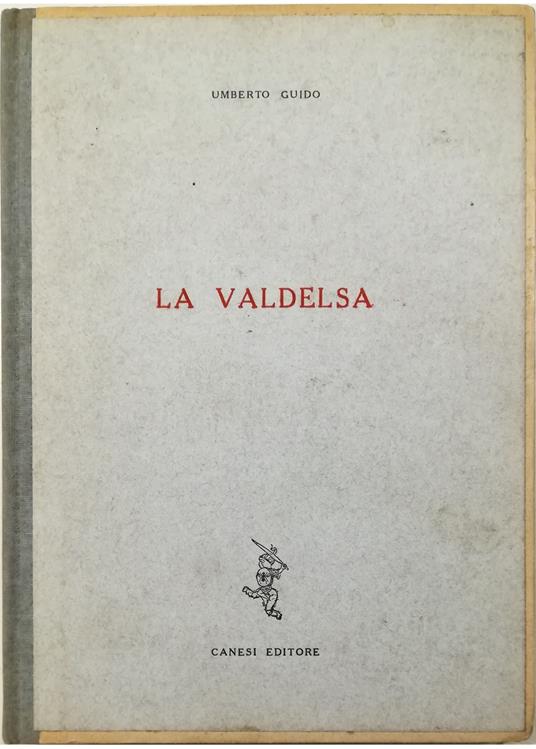 UMBERTO GUIDO
LA VALDELSA
CANESI EDITORE